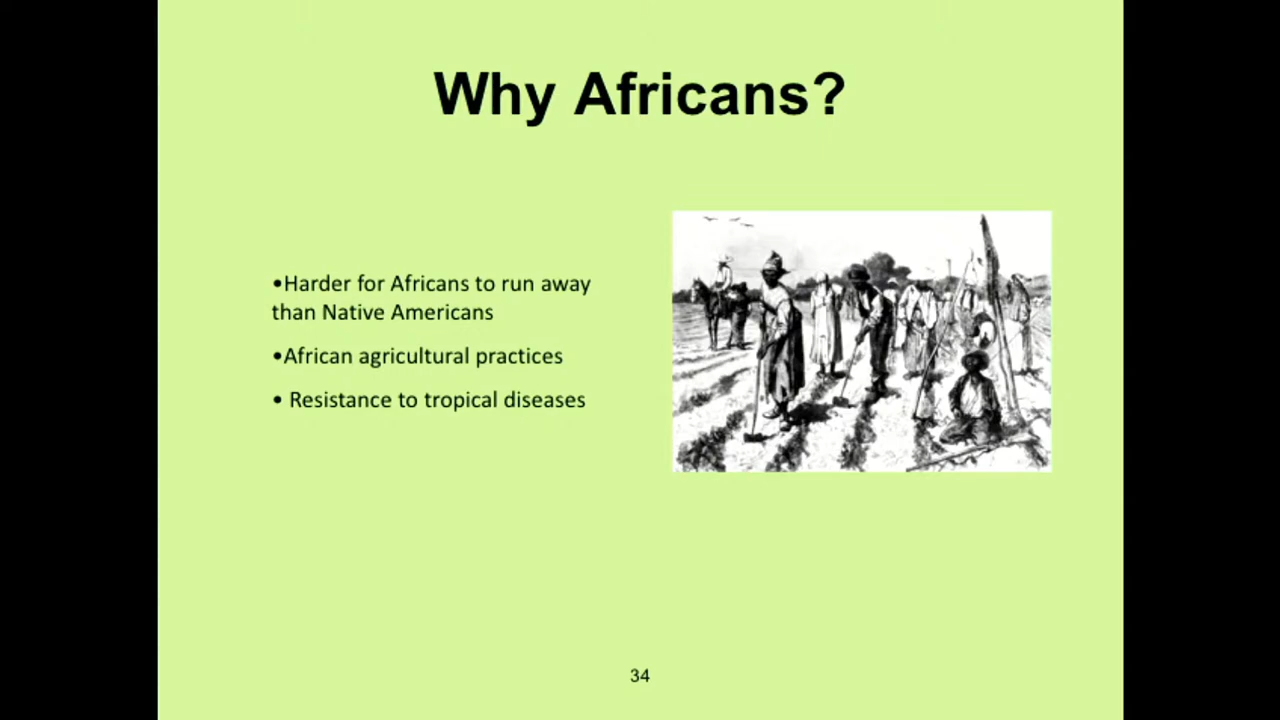 Why Africans?
•Harder for Africans to run away
than Native Americans
•African agricultural practices
• Resistance to tropical diseases
34